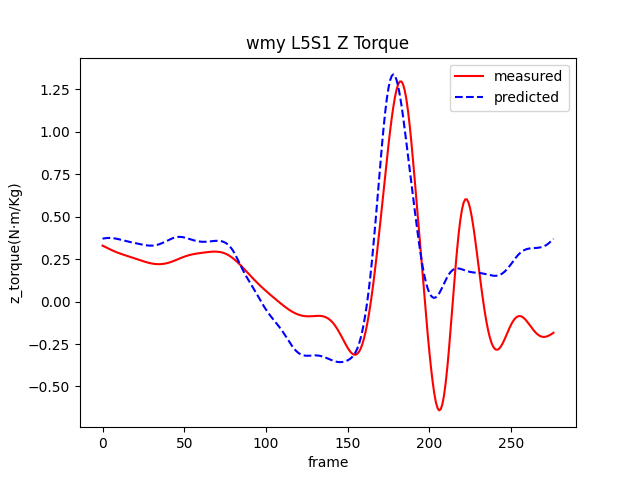 wmy L5S1 Z Torque
measured
predicted
z_torque(N·m/Kg)
1.25
1.00
0.75
0.50
0.25
0.00
−0.25
−0.50
0 50 100 150 200 250
frame